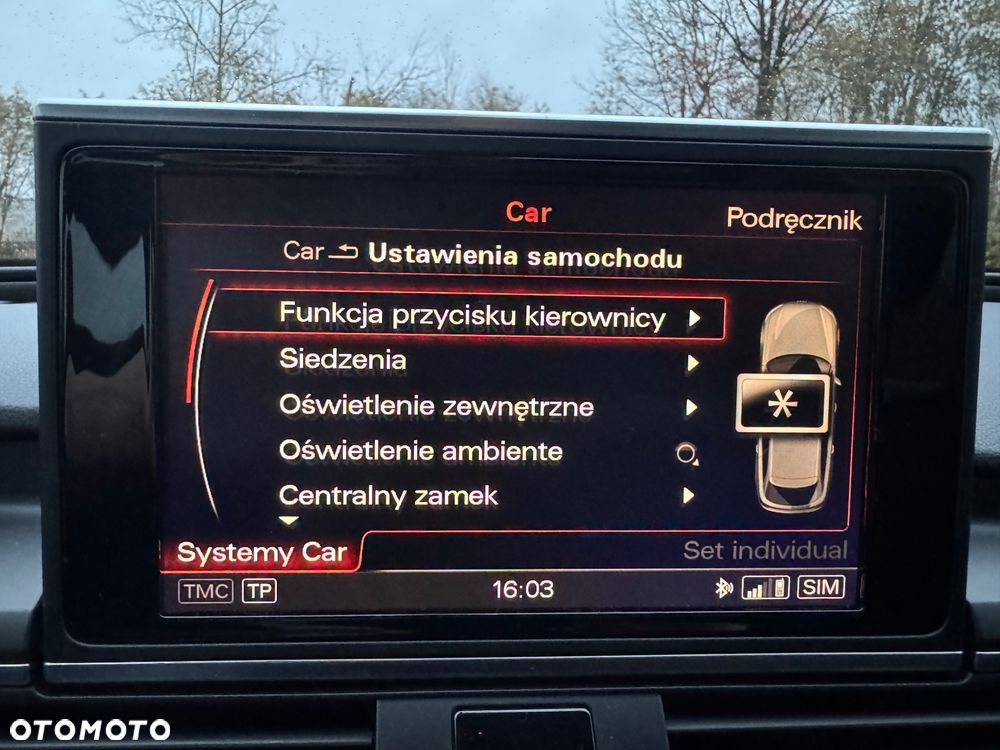 Car
Podręcznik
Car Ustawienia samochodu
Funkcja przycisku kierownicy
Siedzenia
Oświetlenie zewnętrzne
Oświetlenie ambiente
Centralny zamek
Systemy Car
Set individual
TMC TP 16:03 SIM
OTOMOTO